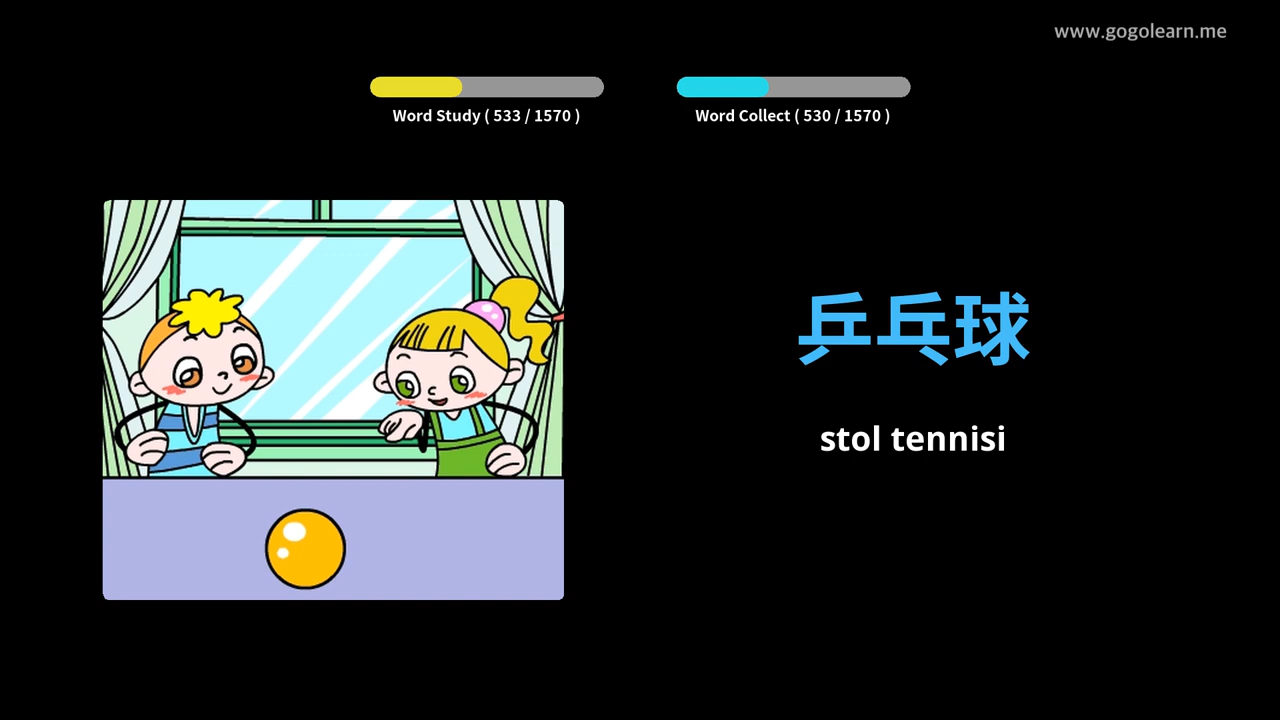 www.gogolearn.me
Word Study ( 533 / 1570 )
Word Collect ( 530 / 1570 )
乒乓球
stol tennisi